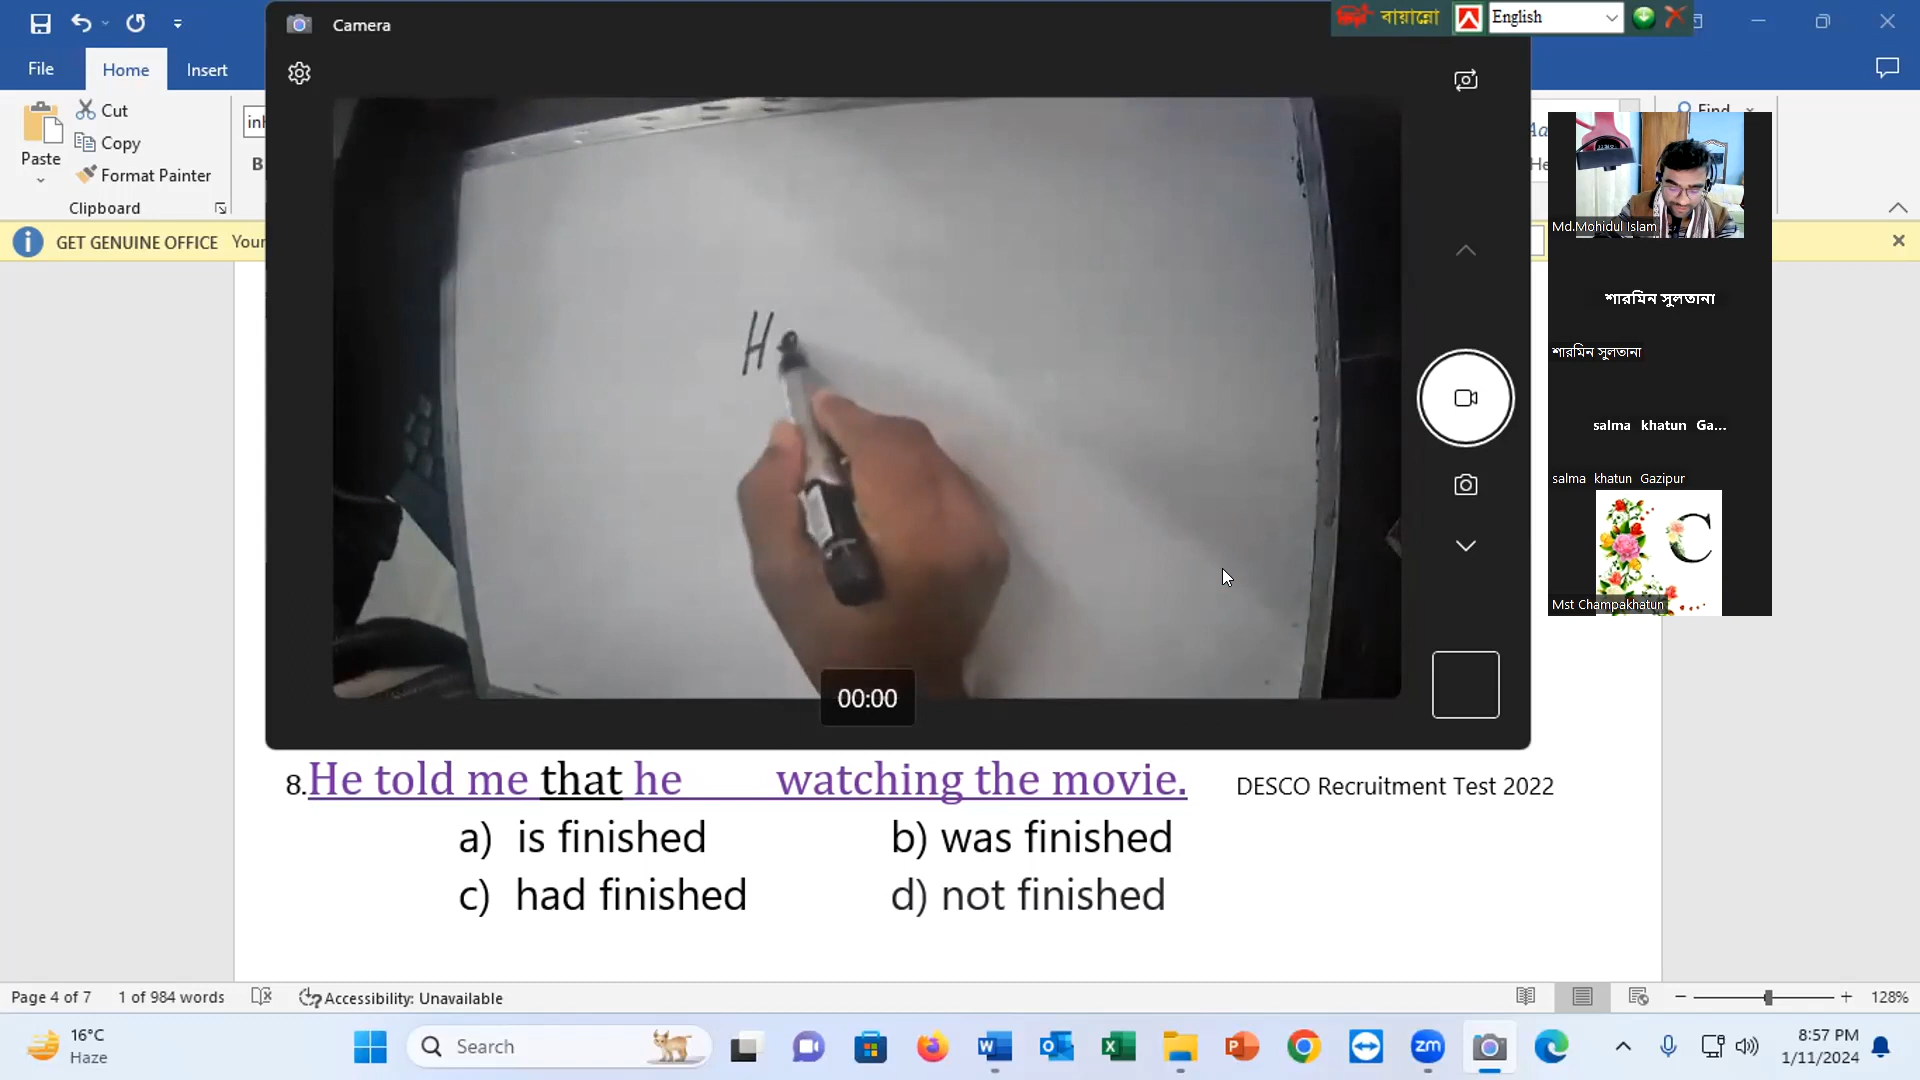 Camera
বায়ান্নো
English
File
Home
Insert
Paste
Cut
Copy
Format Painter
Clipboard
Find
Md.Mohidul Islam
GET GENUINE OFFICE Your
শারমিন সুলতানা
শারমিন সুলতানা
H
salma khatun Ga...
salma khatun Gazipur
C
Mst Champakhatun
00:00
8.He told me that he watching the movie. DESCO Recruitment Test 2022
a) is finished b) was finished
c) had finished d) not finished
Page 4 of 7 1 of 984 words Accessibility: Unavailable 128%
16°C
Haze
Search
zm
8:57 PM
1/11/2024